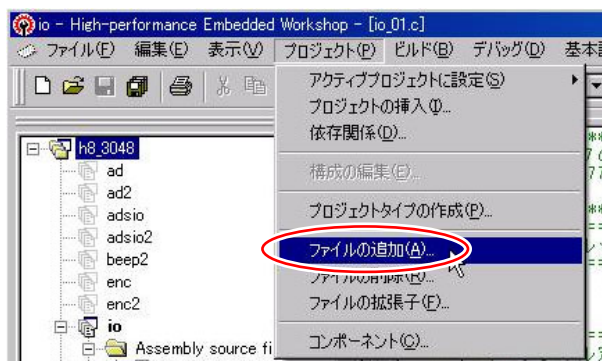 io - High-performance Embedded Workshop - [io_01.c]
ファイル(F) 編集(E) 表示(V) プロジェクト(P) ビルド(B) デバッグ(D) 基本
アクティブプロジェクトに設定(S)
プロジェクトの挿入(I)...
依存関係(D)...
構成の編集(E)...
プロジェクトタイプの作成(P)...
ファイルの追加(A)...
ファイルの削除(R)...
ファイルの拡張子(F)...
コンポーネント(C)...
h8_3048
ad
ad2
adsio
adsio2
beep2
enc
enc2
io
Assembly source fi